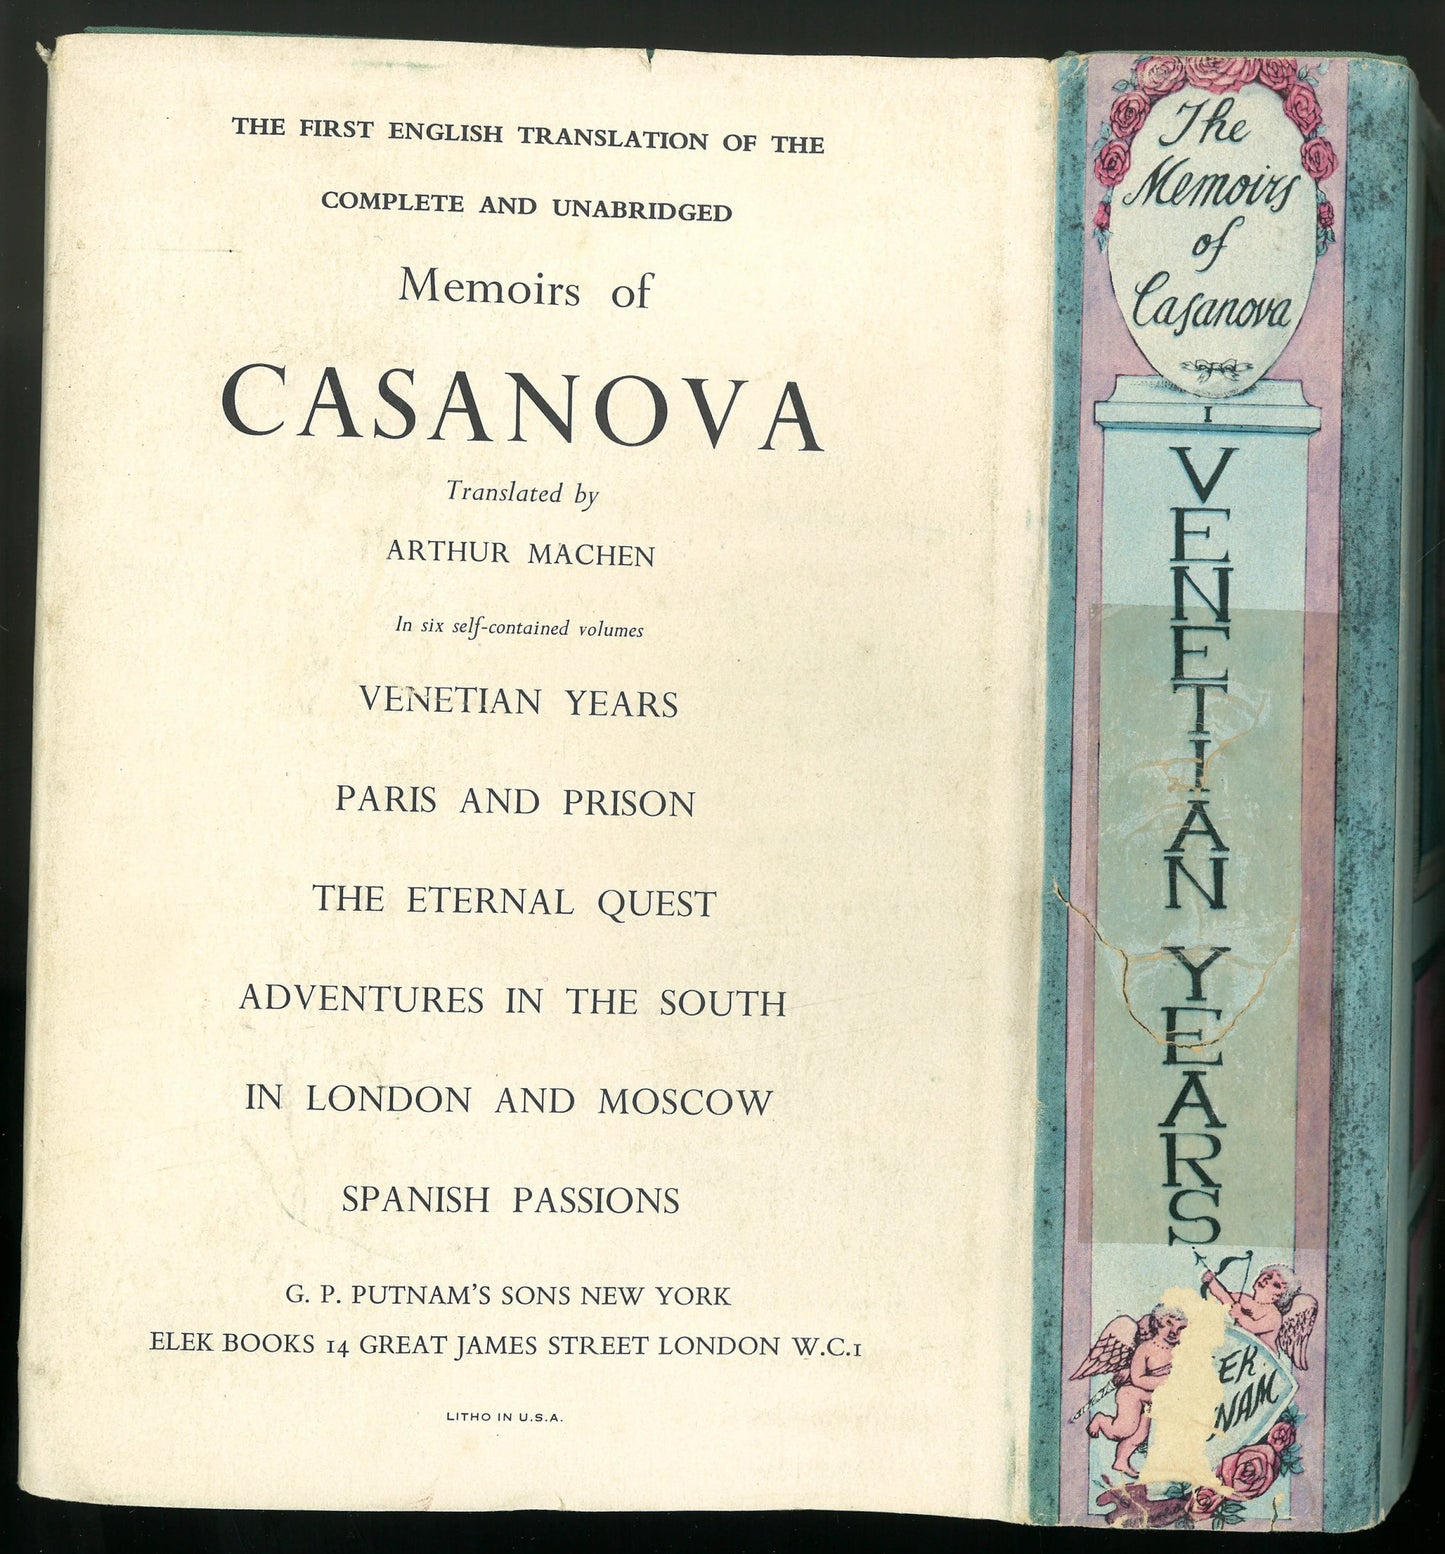 THE FIRST ENGLISH TRANSLATION OF THE
COMPLETE AND UNABRIDGED
Memoirs of
CASANOVA
Translated by
ARTHUR MACHEN
In six self-contained volumes
VENETIAN YEARS
PARIS AND PRISON
THE ETERNAL QUEST
ADVENTURES IN THE SOUTH
IN LONDON AND MOSCOW
SPANISH PASSIONS
G. P. PUTNAM'S SONS NEW YORK
ELEK BOOKS 14 GREAT JAMES STREET LONDON W.C.1
LITHO IN U.S.A.
The
Memoirs
of
Casanova
I
VENETIAN YEARS
EK
NAM